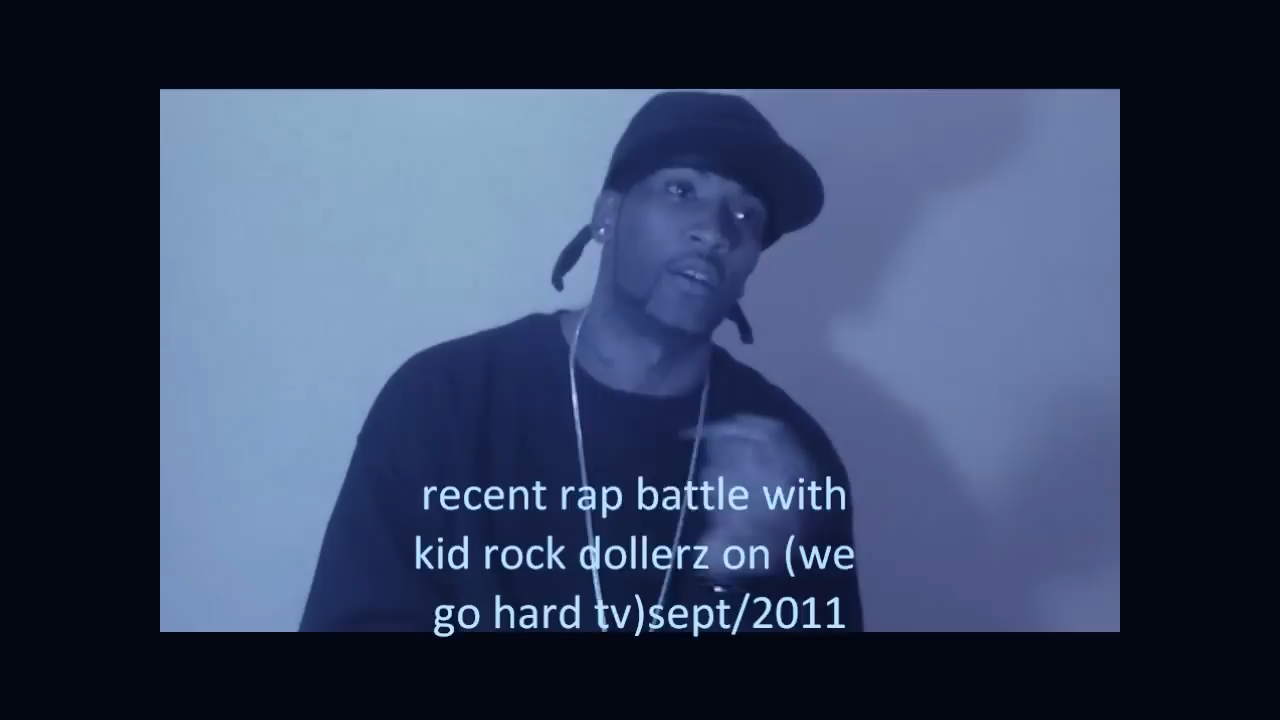 recent rap battle with
kid rock dollerz on (we
go hard tv)sept/2011